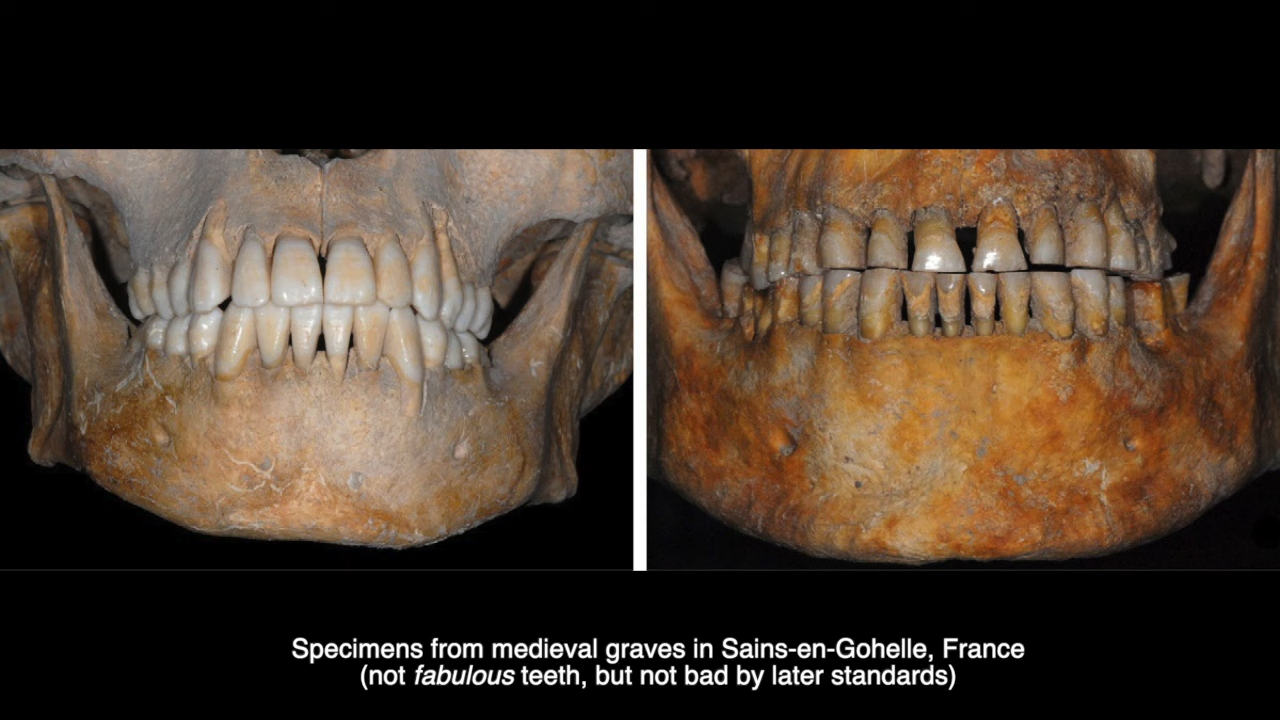 Specimens from medieval graves in Sains-en-Gohelle, France
(not fabulous teeth, but not bad by later standards)